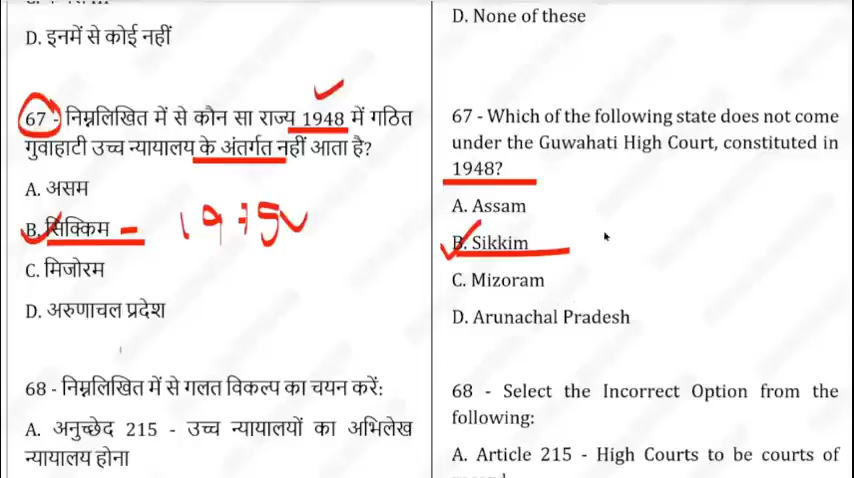 D. इनमें से कोई नहीं
67 - निम्नलिखित में से कौन सा राज्य 1948 में गठित
गुवाहाटी उच्च न्यायालय के अंतर्गत नहीं आता है?
A. असम
B. सिक्किम - 1975
C. मिजोरम
D. अरुणाचल प्रदेश
68 - निम्नलिखित में से गलत विकल्प का चयन करें:
A. अनुच्छेद 215 - उच्च न्यायालयों का अभिलेख
न्यायालय होना
D. None of these
67 - Which of the following state does not come
under the Guwahati High Court, constituted in
1948?
A. Assam
B. Sikkim
C. Mizoram
D. Arunachal Pradesh
68 - Select the Incorrect Option from the
following:
A. Article 215 - High Courts to be courts of